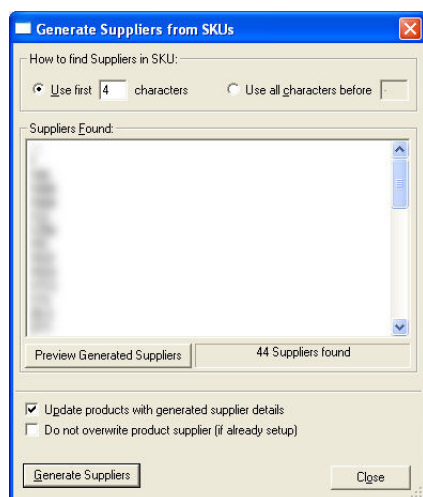 Generate Suppliers from SKUs
How to find Suppliers in SKU:
Use first 4 characters Use all characters before -
Suppliers Found:
Preview Generated Suppliers 44 Suppliers found
Update products with generated supplier details
Do not overwrite product supplier (if already setup)
Generate Suppliers Close